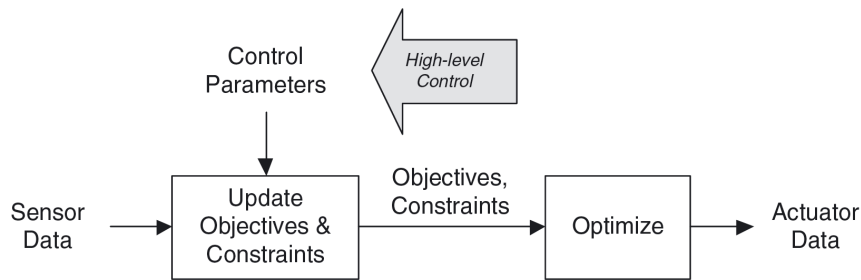 Control
Parameters
High-level
Control
Sensor
Data
Update
Objectives &
Constraints
Objectives,
Constraints
Optimize
Actuator
Data